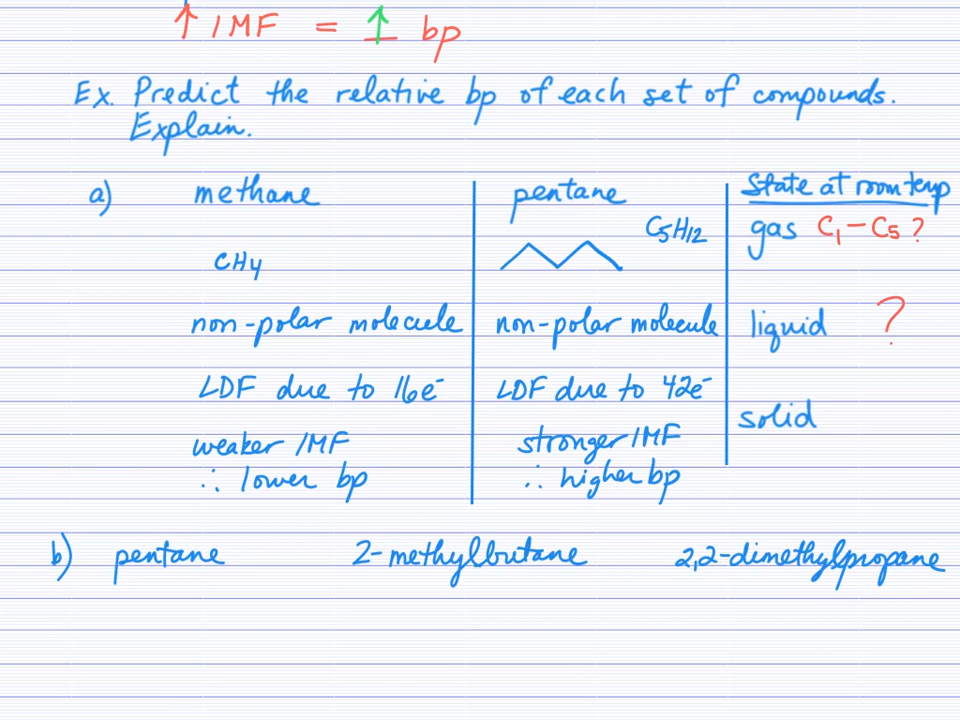 ↑ IMF = ↑ bp
Ex. Predict the relative bp of each set of compounds.
Explain.
a) methane
CH4
non-polar molecule
LDF due to 16e-
weaker IMF
∴ lower bp
pentane
C5H12
non-polar molecule
LDF due to 42e-
stronger IMF
∴ higher bp
State at room temp
gas C1-C5?
liquid ?
solid
b) pentane 2-methylbutane 2,2-dimethylpropane